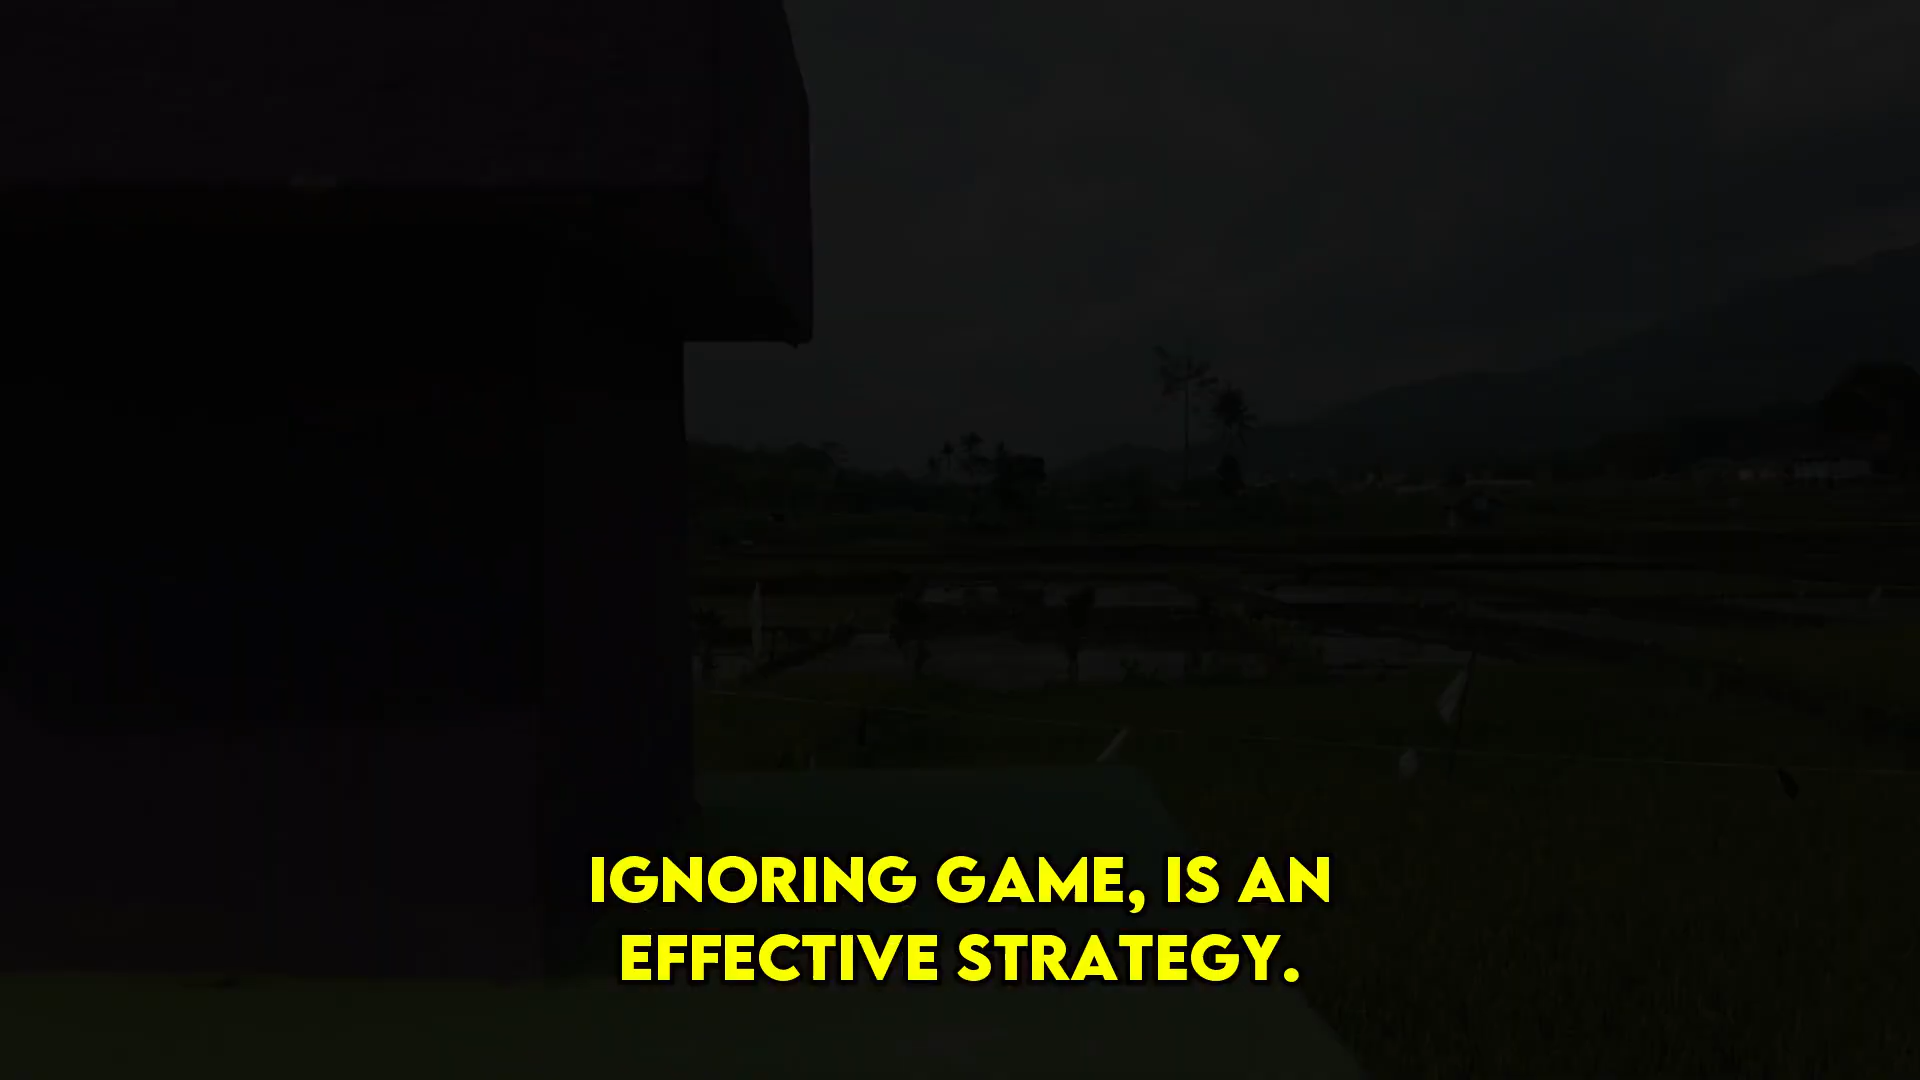 IGNORING GAME, IS AN
EFFECTIVE STRATEGY.